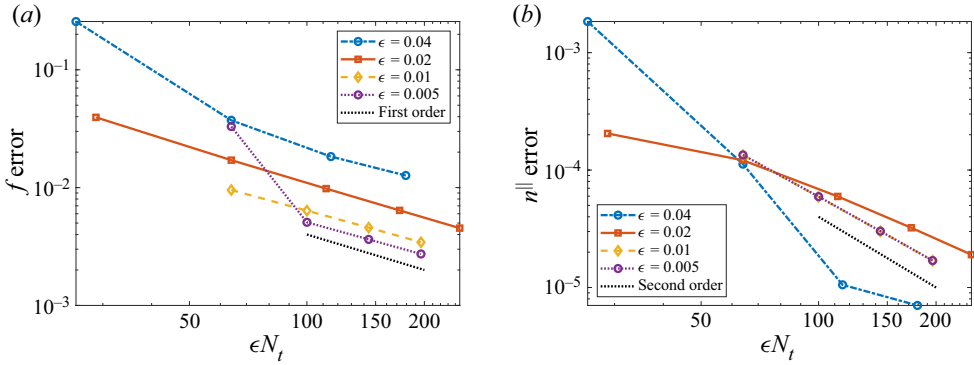 (a)
10⁻¹
10⁻²
10⁻³
f error
50
100
150
200
ϵNₜ
ϵ = 0.04
ϵ = 0.02
ϵ = 0.01
ϵ = 0.005
First order
(b)
10⁻³
10⁻⁴
10⁻⁵
n^|| error
50
100
150
200
ϵNₜ
ϵ = 0.04
ϵ = 0.02
ϵ = 0.01
ϵ = 0.005
Second order